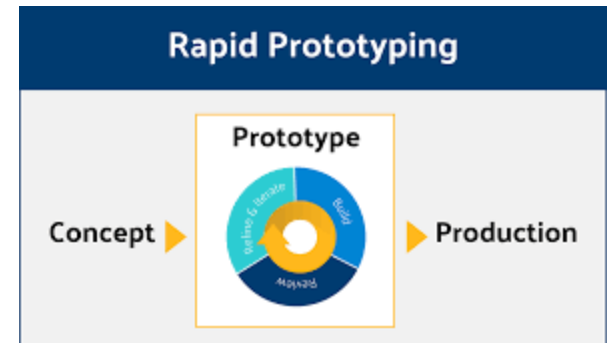 Rapid Prototyping
Prototype
Concept
Refine & Iterate
Build
Review
Production